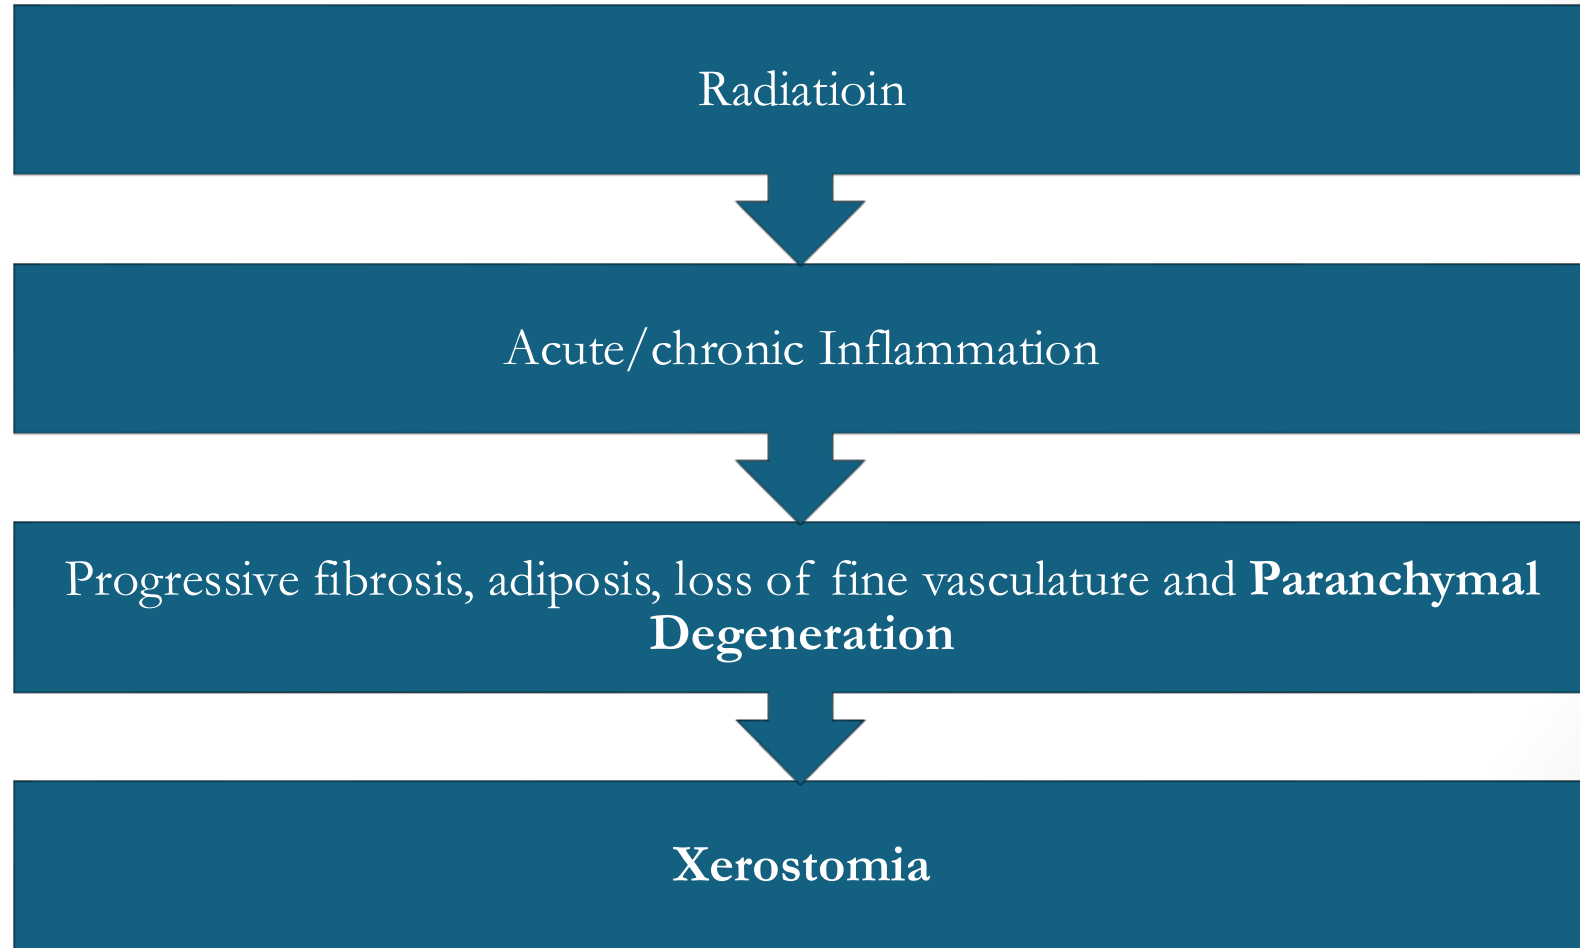 Radiatioin
Acute/chronic Inflammation
Progressive fibrosis, adiposis, loss of fine vasculature and Paranchymal
Degeneration
Xerostomia